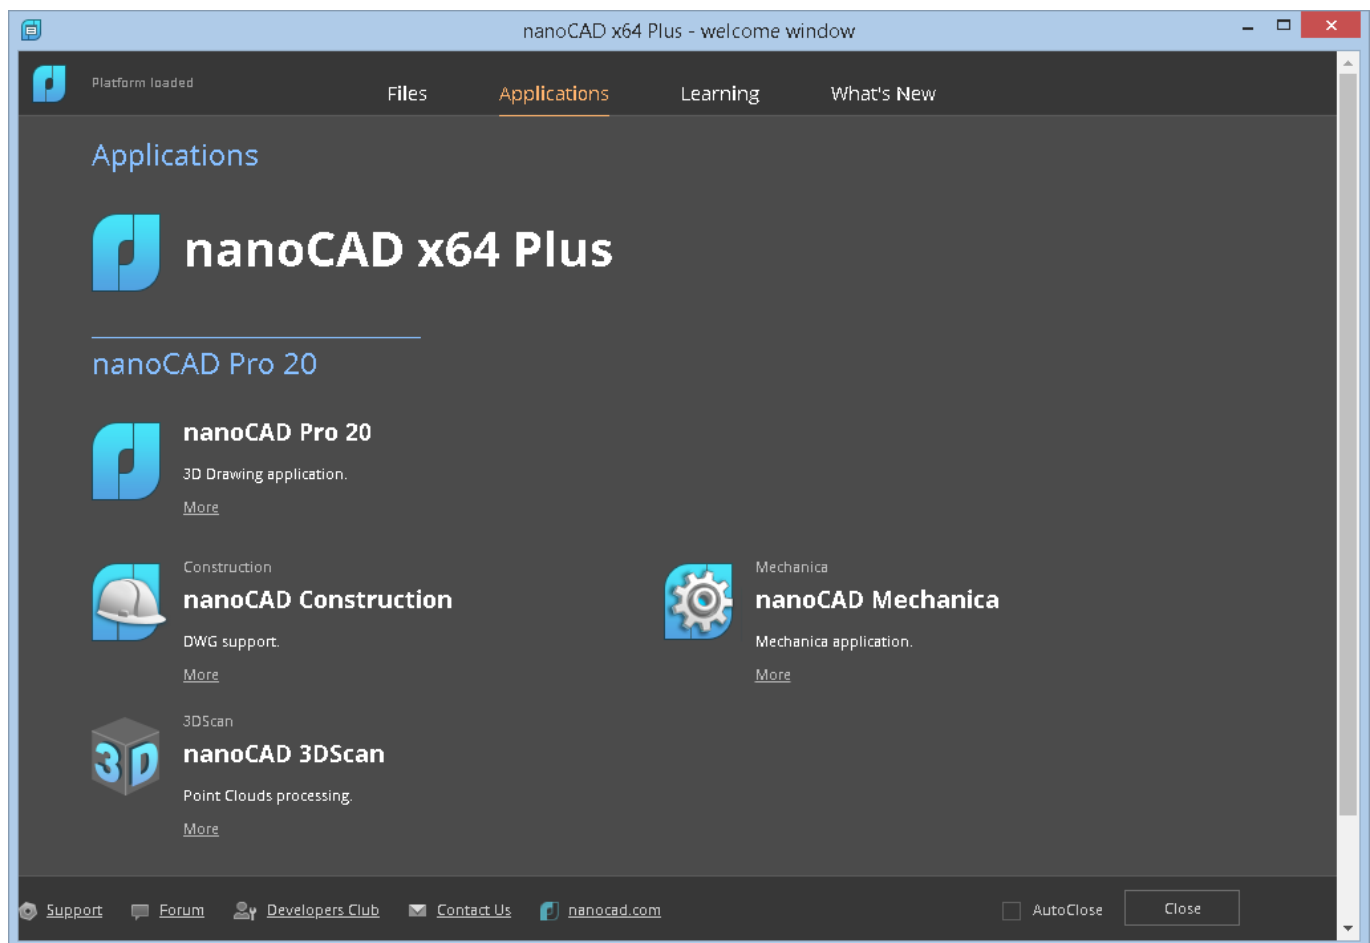 nanoCAD x64 Plus - welcome window
Platform loaded
Files Applications Learning What's New
Applications
nanoCAD x64 Plus
nanoCAD Pro 20
nanoCAD Pro 20
3D Drawing application.
More
Construction
nanoCAD Construction
DWG support.
More
Mechanica
nanoCAD Mechanica
Mechanica application.
More
3DScan
3D
nanoCAD 3DScan
Point Clouds processing.
More
Support Forum Developers Club Contact Us nanocad.com AutoClose Close